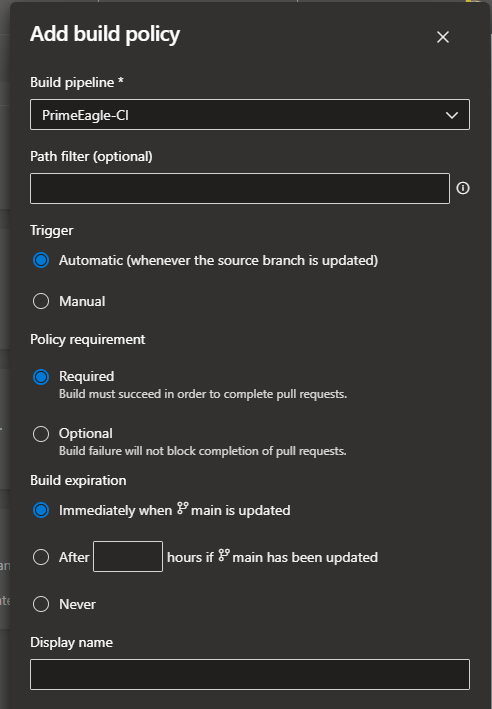 Add build policy
Build pipeline *
PrimeEagle-CI
Path filter (optional)
Trigger
Automatic (whenever the source branch is updated)
Manual
Policy requirement
Required
Build must succeed in order to complete pull requests.
Optional
Build failure will not block completion of pull requests.
Build expiration
Immediately when main is updated
After hours if main has been updated
Never
Display name